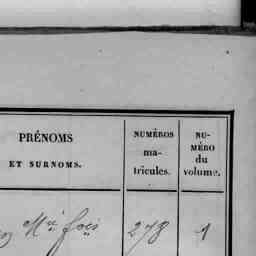 PRÉNOMS
ET SURNOMS.
NUMÉROS
ma-
tricules.
NU-
MÉRO
du
volume.
278 1